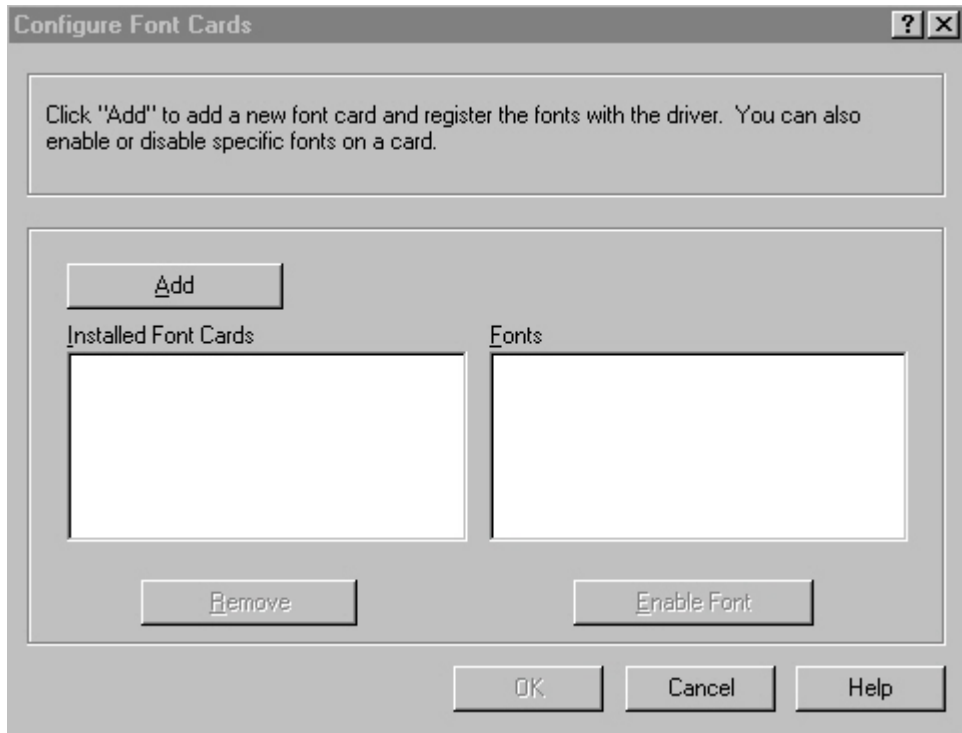 Configure Font Cards
Click "Add" to add a new font card and register the fonts with the driver.  You can also
enable or disable specific fonts on a card.
Add
Installed Font Cards
Fonts
Remove
Enable Font
OK
Cancel
Help